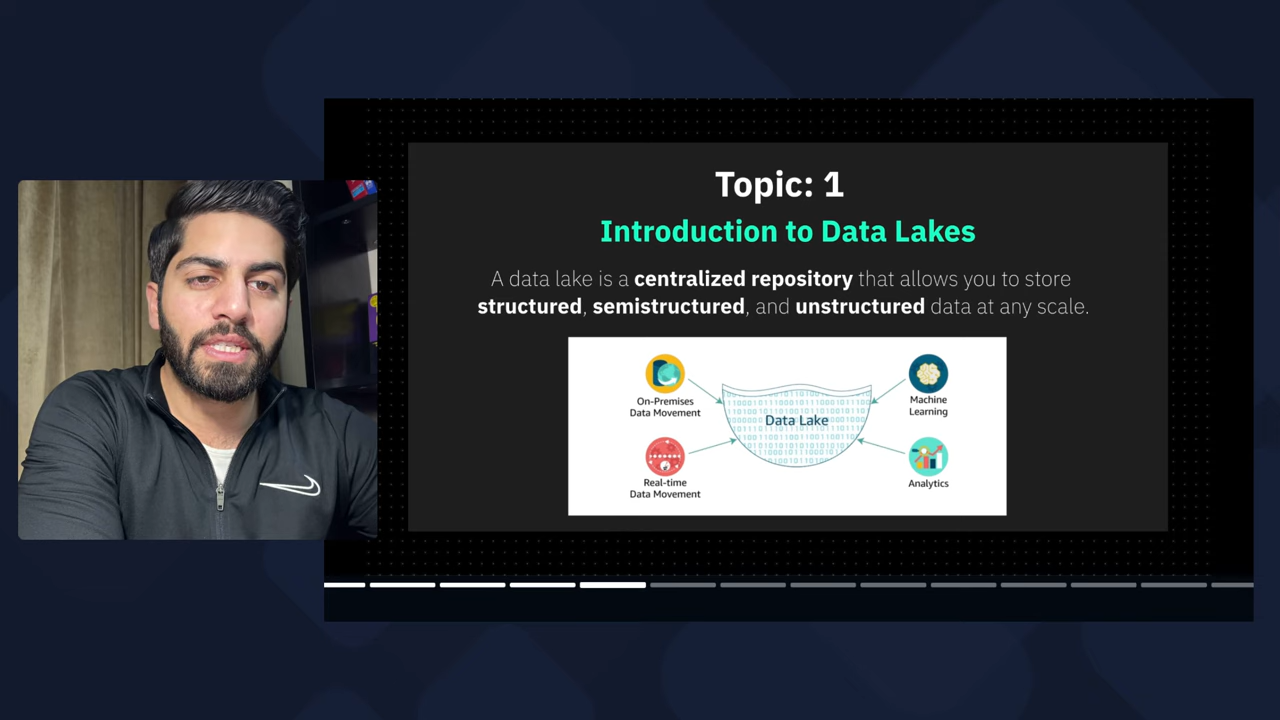 Topic: 1
Introduction to Data Lakes
A data lake is a centralized repository that allows you to store
structured, semistructured, and unstructured data at any scale.
On-Premises
Data Movement
Real-time
Data Movement
Data Lake
Machine
Learning
Analytics